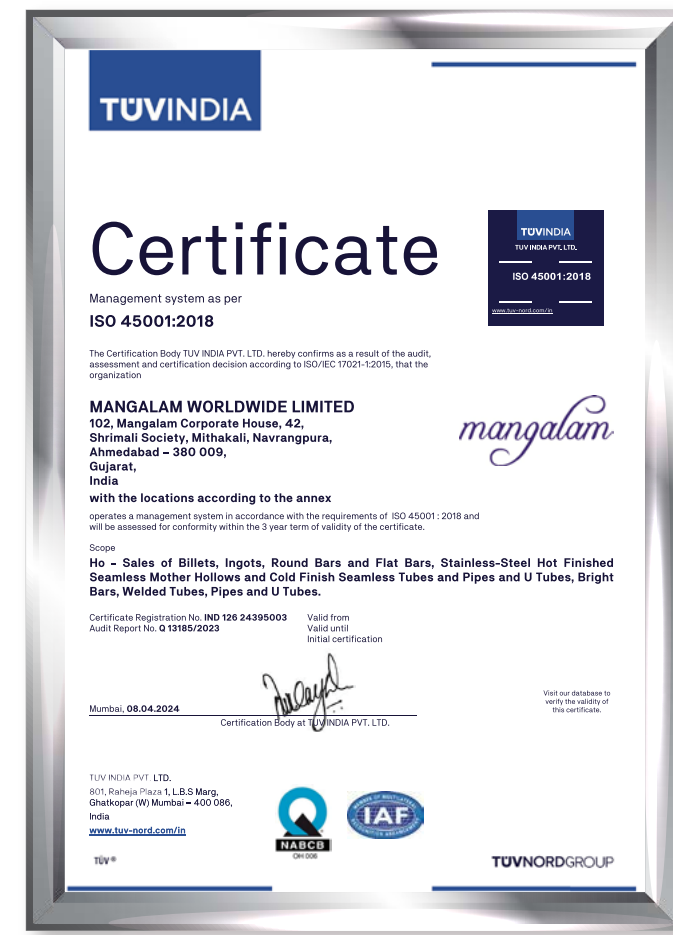 TÜVINDIA
Certificate
Management system as per
ISO 45001:2018
TÜVINDIA
TUV INDIA PVT. LTD.
ISO 45001:2018
www.tuv-nord.com/in
The Certification Body TUV INDIA PVT. LTD. hereby confirms as a result of the audit,
assessment and certification decision according to ISO/IEC 17021-1:2015, that the
organization
MANGALAM WORLDWIDE LIMITED
102, Mangalam Corporate House, 42,
Shrimali Society, Mithakali, Navrangpura,
Ahmedabad – 380 009,
Gujarat,
India
mangalam
with the locations according to the annex
operates a management system in accordance with the requirements of ISO 45001 : 2018 and
will be assessed for conformity within the 3 year term of validity of the certificate.
Scope
Ho – Sales of Billets, Ingots, Round Bars and Flat Bars, Stainless-Steel Hot Finished
Seamless Mother Hollows and Cold Finish Seamless Tubes and Pipes and U Tubes, Bright
Bars, Welded Tubes, Pipes and U Tubes.
Certificate Registration No. IND 126 24395003
Audit Report No. Q 13185/2023
Valid from
Valid until
Initial certification
Mumbai, 08.04.2024
Certification Body at TUV INDIA PVT. LTD.
Visit our database to
verify the validity of
this certificate.
TUV INDIA PVT. LTD.
801, Raheja Plaza 1, L.B.S Marg,
Ghatkopar (W) Mumbai – 400 086,
India
www.tuv-nord.com/in
NABCB
QM 006
MEMBER OF MULTILATERAL
IAF
RECOGNITION ARRANGEMENT
TÜV®
TÜVNORDGROUP